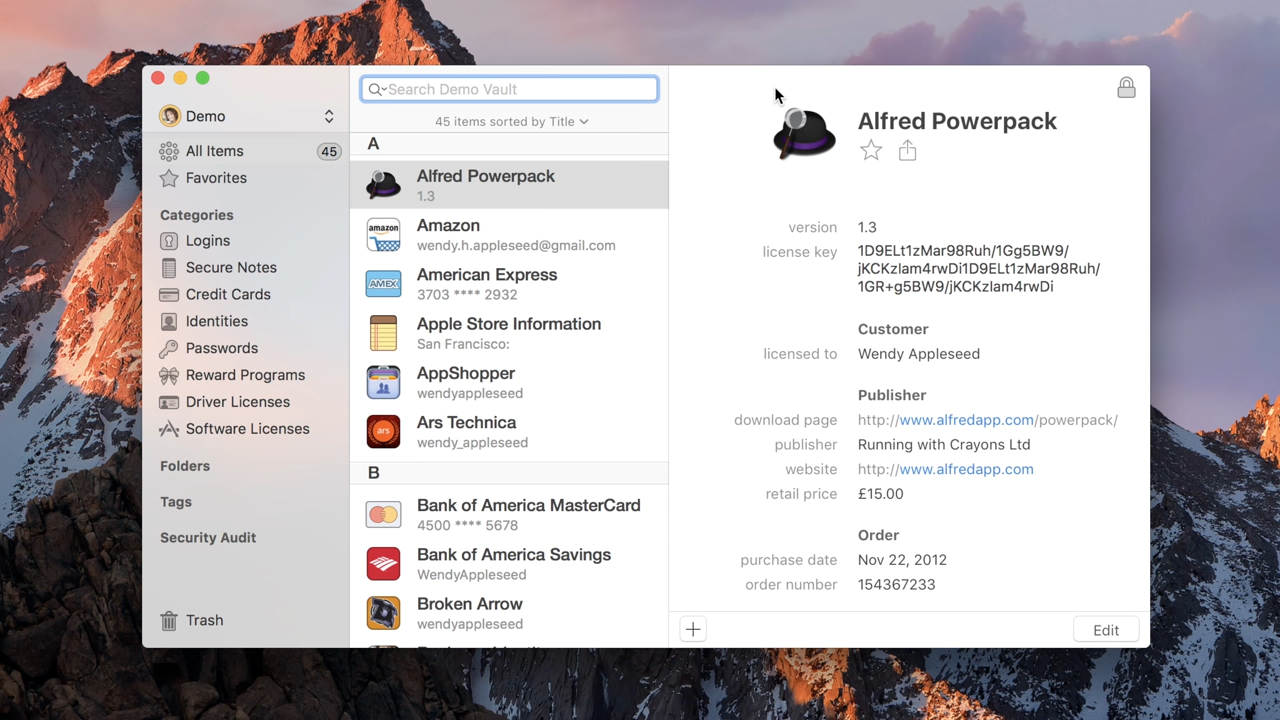 Demo
All Items 45
Favorites
Categories
Logins
Secure Notes
Credit Cards
Identities
Passwords
Reward Programs
Driver Licenses
Software Licenses
Folders
Tags
Security Audit
Trash
Search Demo Vault
45 items sorted by Title
A
Alfred Powerpack
1.3
amazon
Amazon
wendy.h.appleseed@gmail.com
AMEX
American Express
3703 **** 2932
Apple Store Information
San Francisco:
AppShopper
wendyappleseed
ars
Ars Technica
wendy_appleseed
B
Bank of America MasterCard
4500 **** 5678
Bank of America Savings
WendyAppleseed
Broken Arrow
wendyappleseed
Alfred Powerpack
version 1.3
license key 1D9ELt1zMar98Ruh/1Gg5BW9/
jKCKzlam4rwDi1D9ELt1zMar98Ruh/
1GR+g5BW9/jKCKzlam4rwDi
Customer
licensed to Wendy Appleseed
Publisher
download page http://www.alfredapp.com/powerpack/
publisher Running with Crayons Ltd
website http://www.alfredapp.com
retail price £15.00
Order
purchase date Nov 22, 2012
order number 154367233
Edit